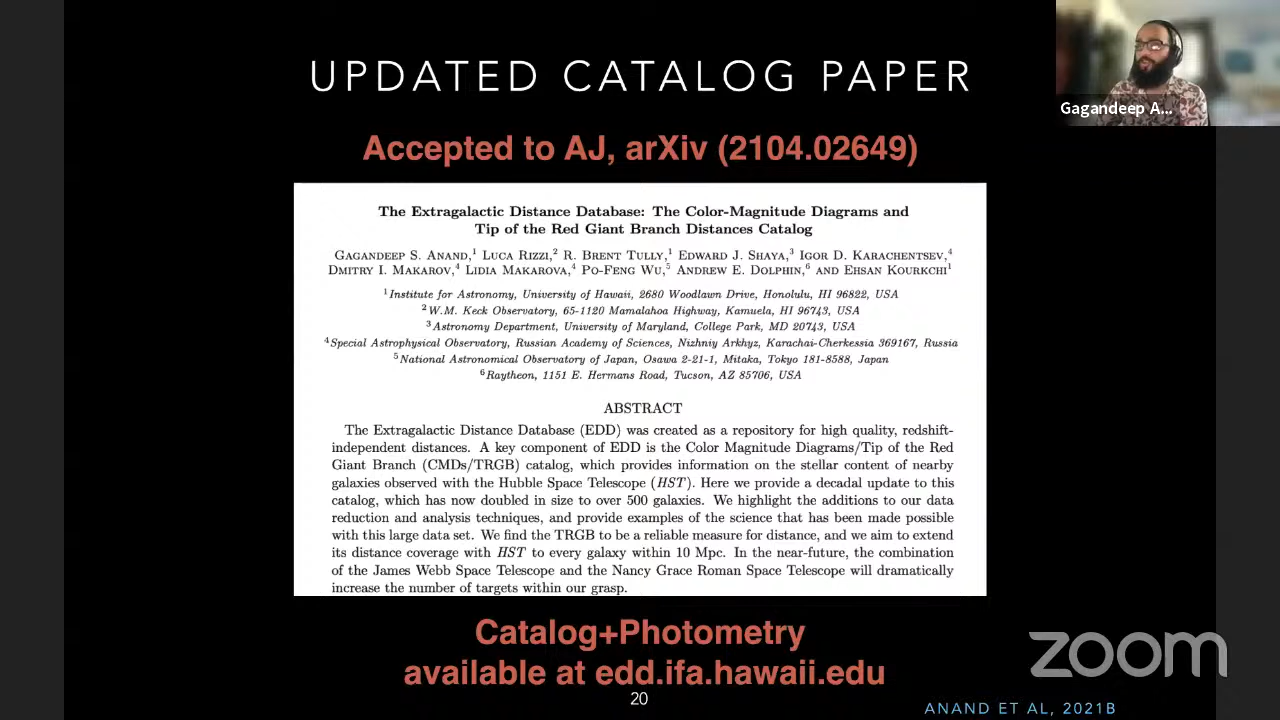 UPDATED CATALOG PAPER
Gagandeep A...
Accepted to AJ, arXiv (2104.02649)
The Extragalactic Distance Database: The Color-Magnitude Diagrams and
Tip of the Red Giant Branch Distances Catalog
Gagandeep S. Anand,1 Luca Rizzi,2 R. Brent Tully,1 Edward J. Shaya,3 Igor D. Karachentsev,4
Dmitry I. Makarov,4 Lidia Makarova,4 Po-Feng Wu,5 Andrew E. Dolphin,6 and Ehsan Kourkchi1
1Institute for Astronomy, University of Hawaii, 2680 Woodlawn Drive, Honolulu, HI 96822, USA
2W.M. Keck Observatory, 65-1120 Mamalahoa Highway, Kamuela, HI 96743, USA
3Astronomy Department, University of Maryland, College Park, MD 20743, USA
4Special Astrophysical Observatory, Russian Academy of Sciences, Nizhniy Arkhyz, Karachai-Cherkessia 369167, Russia
5National Astronomical Observatory of Japan, Osawa 2-21-1, Mitaka, Tokyo 181-8588, Japan
6Raytheon, 1151 E. Hermans Road, Tucson, AZ 85706, USA
ABSTRACT
The Extragalactic Distance Database (EDD) was created as a repository for high quality, redshift-
independent distances. A key component of EDD is the Color Magnitude Diagrams/Tip of the Red
Giant Branch (CMDs/TRGB) catalog, which provides information on the stellar content of nearby
galaxies observed with the Hubble Space Telescope (HST). Here we provide a decadal update to this
catalog, which has now doubled in size to over 500 galaxies. We highlight the additions to our data
reduction and analysis techniques, and provide examples of the science that has been made possible
with this large data set. We find the TRGB to be a reliable measure for distance, and we aim to extend
its distance coverage with HST to every galaxy within 10 Mpc. In the near-future, the combination
of the James Webb Space Telescope and the Nancy Grace Roman Space Telescope will dramatically
increase the number of targets within our grasp.
Catalog+Photometry
available at edd.ifa.hawaii.edu
zoom
20
ANAND ET AL, 2021B